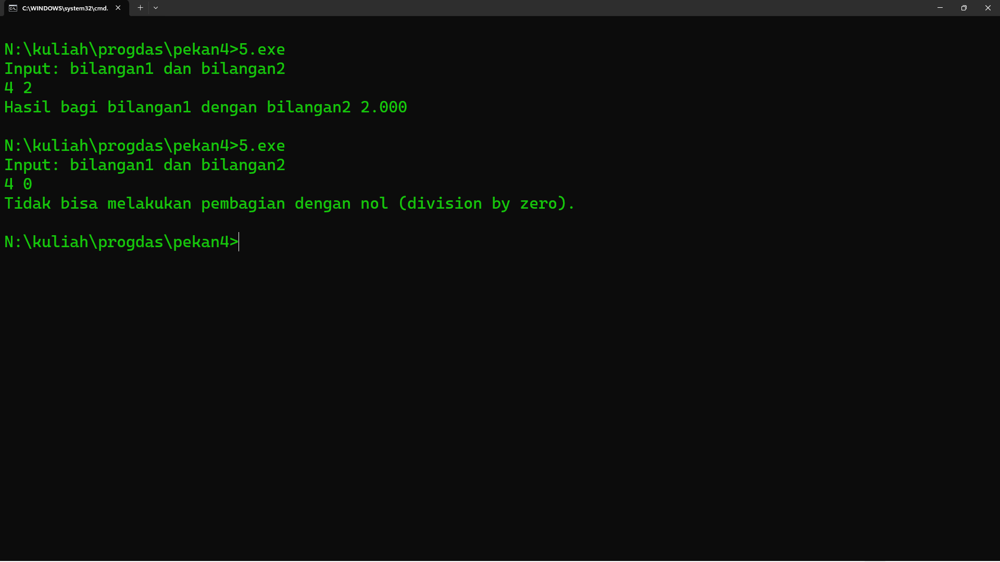 C:\WINDOWS\system32\cmd.
N:\kuliah\progdas\pekan4>5.exe
Input: bilangan1 dan bilangan2
4 2
Hasil bagi bilangan1 dengan bilangan2 2.000
N:\kuliah\progdas\pekan4>5.exe
Input: bilangan1 dan bilangan2
4 0
Tidak bisa melakukan pembagian dengan nol (division by zero).
N:\kuliah\progdas\pekan4>